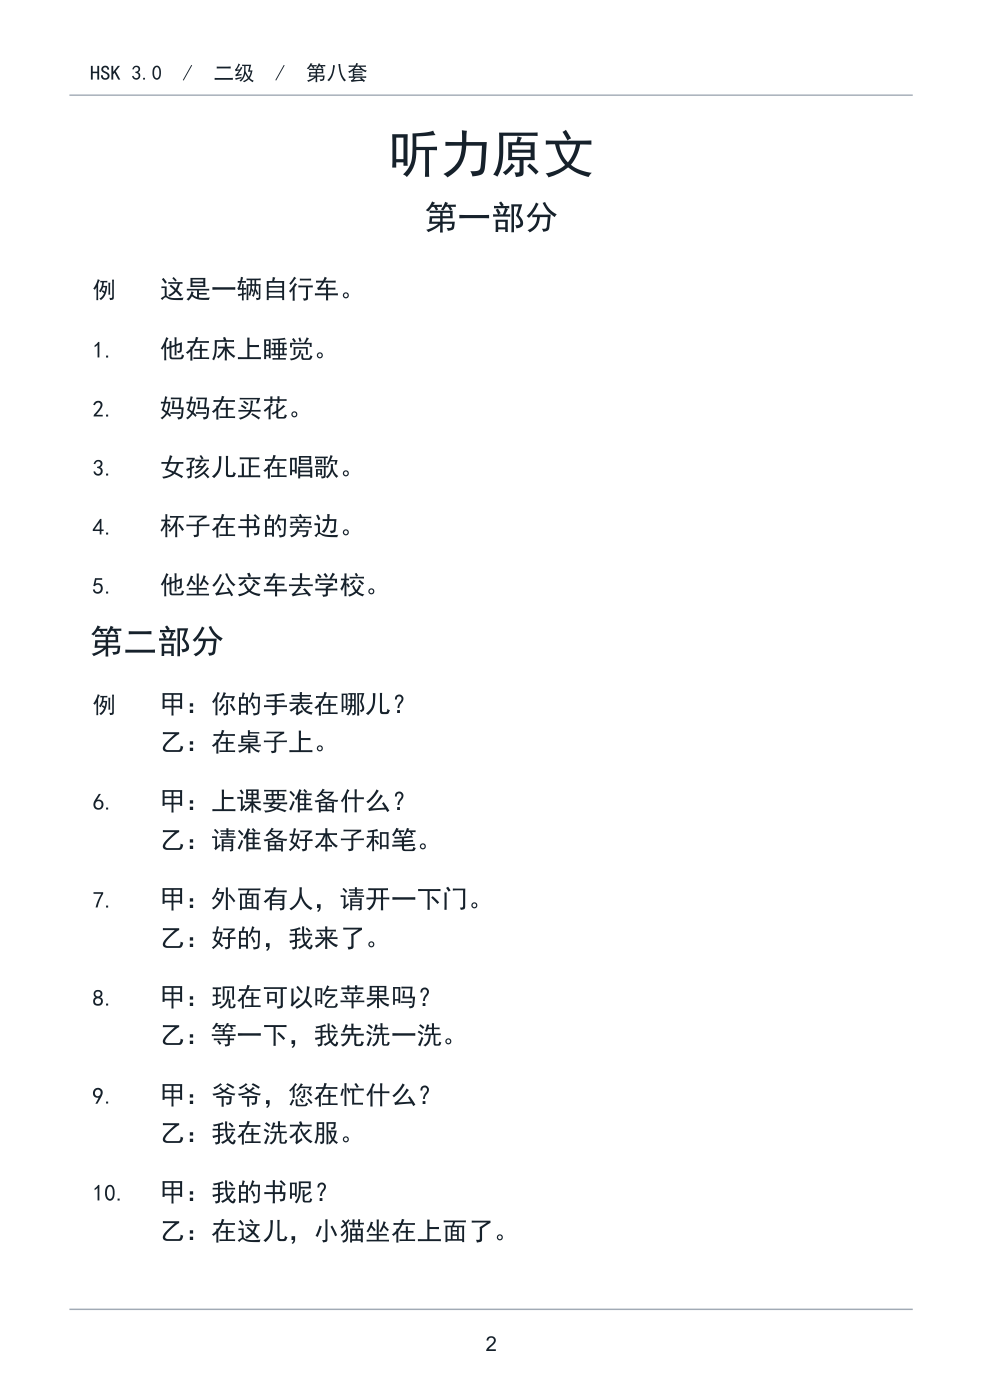 HSK 3.0 / 二级 / 第八套
听力原文
第一部分
例 这是一辆自行车。
1. 他在床上睡觉。
2. 妈妈在买花。
3. 女孩儿正在唱歌。
4. 杯子在书的旁边。
5. 他坐公交车去学校。
第二部分
例 甲：你的手表在哪儿？
乙：在桌子上。
6. 甲：上课要准备什么？
乙：请准备好本子和笔。
7. 甲：外面有人，请开一下门。
乙：好的，我来了。
8. 甲：现在可以吃苹果吗？
乙：等一下，我先洗一洗。
9. 甲：爷爷，您在忙什么？
乙：我在洗衣服。
10. 甲：我的书呢？
乙：在这儿，小猫坐在上面了。
2